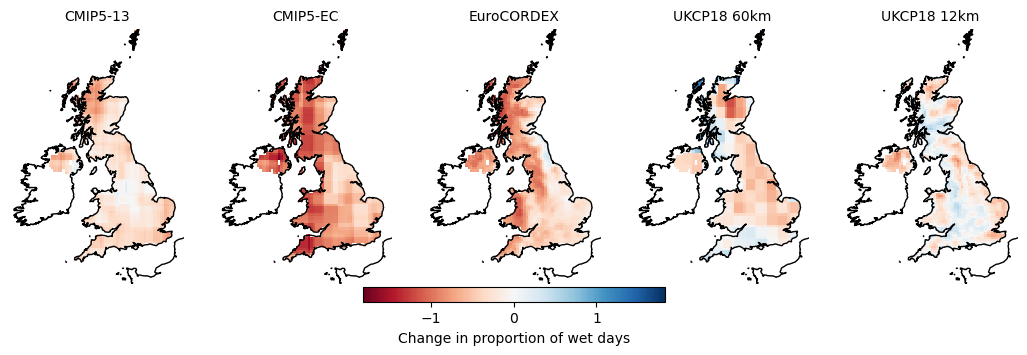 CMIP5-13
CMIP5-EC
EuroCORDEX
UKCP18 60km
UKCP18 12km
−1
0
1
Change in proportion of wet days